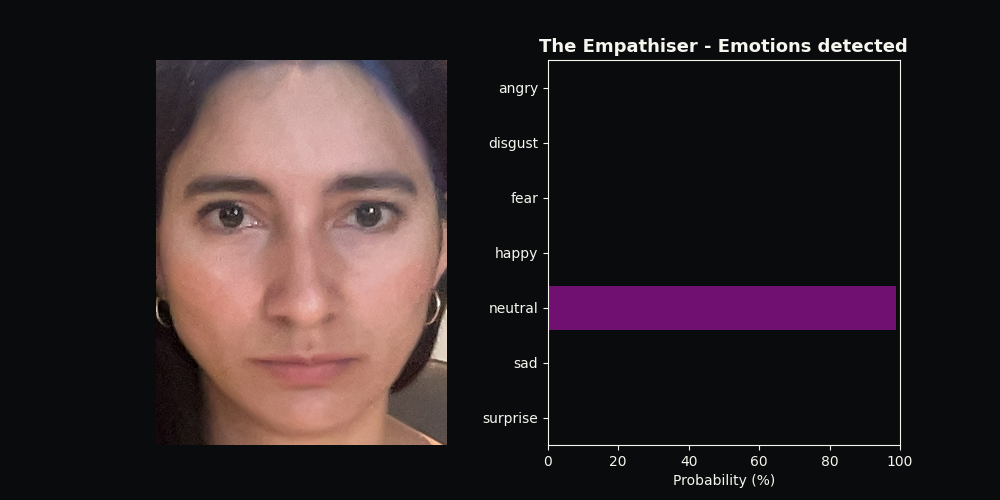 The Empathiser - Emotions detected
angry
disgust
fear
happy
neutral
sad
surprise
0 20 40 60 80 100
Probability (%)